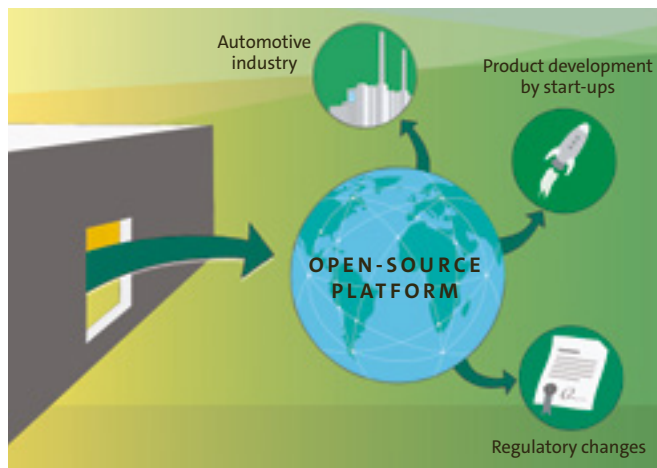 Automotive
industry
Product development
by start-ups
OPEN-SOURCE
PLATFORM
Regulatory changes